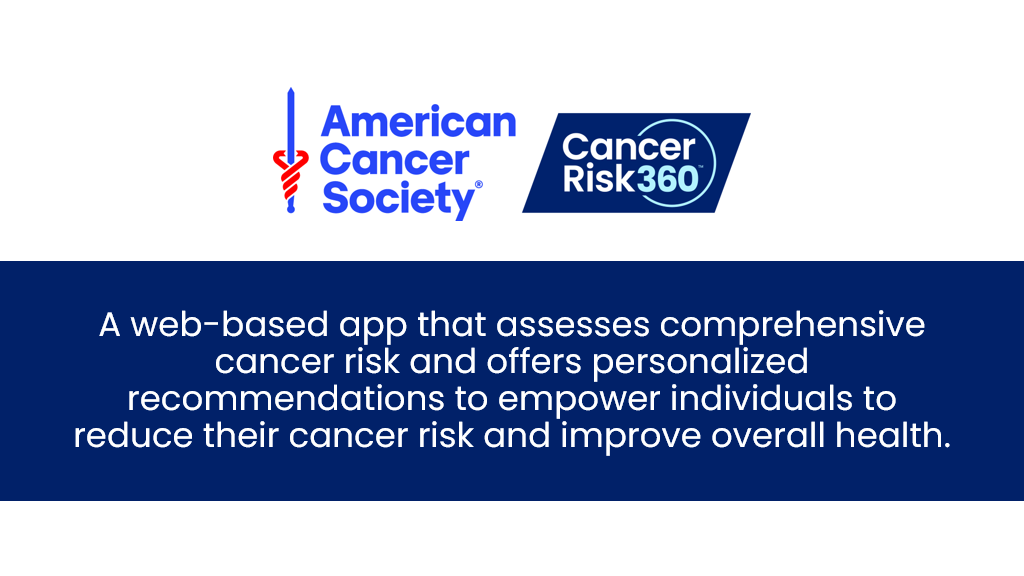 American
Cancer
Society®
Cancer
Risk360™
A web-based app that assesses comprehensive
cancer risk and offers personalized
recommendations to empower individuals to
reduce their cancer risk and improve overall health.